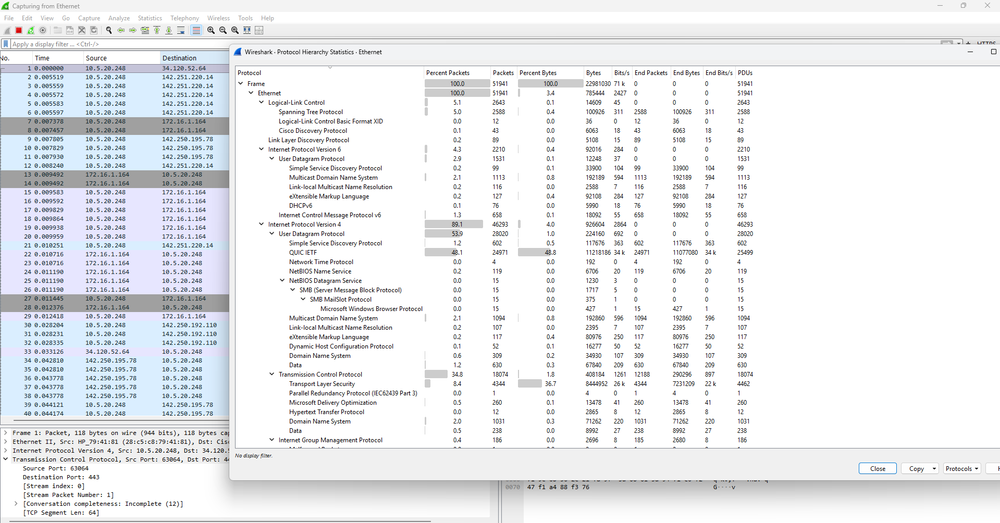 Capturing from Ethernet
File Edit View Go Capture Analyze Statistics Telephony Wireless Tools Help
Apply a display filter ... <Ctrl-/>
No. Time Source Destination
1 0.000000 10.5.20.248 34.120.52.64
2 0.005519 10.5.20.248 142.251.220.14
3 0.005559 10.5.20.248 142.251.220.14
4 0.005572 10.5.20.248 142.251.220.14
5 0.005583 10.5.20.248 142.251.220.14
6 0.005597 10.5.20.248 142.251.220.14
7 0.007378 10.5.20.248 172.16.1.164
8 0.007457 10.5.20.248 172.16.1.164
9 0.007805 10.5.20.248 142.250.195.78
10 0.007829 10.5.20.248 142.250.195.78
11 0.007930 10.5.20.248 142.250.195.78
12 0.008240 10.5.20.248 142.251.220.14
13 0.009492 172.16.1.164 10.5.20.248
14 0.009492 172.16.1.164 10.5.20.248
15 0.009583 10.5.20.248 172.16.1.164
16 0.009592 10.5.20.248 172.16.1.164
17 0.009829 10.5.20.248 172.16.1.164
18 0.009864 10.5.20.248 172.16.1.164
19 0.009938 10.5.20.248 172.16.1.164
20 0.009959 10.5.20.248 172.16.1.164
21 0.010251 10.5.20.248 142.251.220.14
22 0.010716 172.16.1.164 10.5.20.248
23 0.010716 172.16.1.164 10.5.20.248
24 0.011190 172.16.1.164 10.5.20.248
25 0.011190 172.16.1.164 10.5.20.248
26 0.011190 172.16.1.164 10.5.20.248
27 0.011445 10.5.20.248 172.16.1.164
28 0.012376 172.16.1.164 10.5.20.248
29 0.012418 10.5.20.248 172.16.1.164
30 0.028204 10.5.20.248 142.250.192.110
31 0.028231 10.5.20.248 142.250.192.110
32 0.028335 10.5.20.248 142.250.192.110
33 0.033126 34.120.52.64 10.5.20.248
34 0.042810 142.250.195.78 10.5.20.248
35 0.042810 142.250.195.78 10.5.20.248
36 0.043778 142.250.195.78 10.5.20.248
37 0.043778 142.250.195.78 10.5.20.248
38 0.043778 142.250.195.78 10.5.20.248
39 0.044121 10.5.20.248 142.250.195.78
40 0.044174 10.5.20.248 142.250.195.78
Frame 1: Packet, 118 bytes on wire (944 bits), 118 bytes cap
Ethernet II, Src: HP_79:41:81 (28:c5:c8:79:41:81), Dst: Cisc
Internet Protocol Version 4, Src: 10.5.20.248, Dst: 34.120.5
Transmission Control Protocol, Src Port: 63064, Dst Port: 44
Source Port: 63064
Destination Port: 443
[Stream index: 0]
[Stream Packet Number: 1]
[Conversation completeness: Incomplete (12)]
[TCP Segment Len: 64]
Wireshark · Protocol Hierarchy Statistics · Ethernet
Protocol Percent Packets Packets Percent Bytes Bytes Bits/s End Packets End Bytes End Bits/s PDUs
Frame 100.0 51941 100.0 22981030 71 k 0 0 0 51941
Ethernet 100.0 51941 3.4 785444 2427 0 0 0 51941
Logical-Link Control 5.1 2643 0.1 14609 45 0 0 0 2643
Spanning Tree Protocol 5.0 2588 0.4 100926 311 2588 100926 311 2588
Logical-Link Control Basic Format XID 0.0 12 0.0 36 0 12 36 0 12
Cisco Discovery Protocol 0.1 43 0.0 6063 18 43 6063 18 43
Link Layer Discovery Protocol 0.2 89 0.0 5108 15 89 5108 15 89
Internet Protocol Version 6 4.3 2210 0.4 92016 284 0 0 0 2210
User Datagram Protocol 2.9 1531 0.1 12248 37 0 0 0 1531
Simple Service Discovery Protocol 0.2 99 0.1 33900 104 99 33900 104 99
Multicast Domain Name System 2.1 1113 0.8 192189 594 1113 192189 594 1113
Link-local Multicast Name Resolution 0.2 116 0.0 2588 7 116 2588 7 116
eXtensible Markup Language 0.2 127 0.4 92108 284 127 92108 284 127
DHCPv6 0.1 76 0.0 5990 18 76 5990 18 76
Internet Control Message Protocol v6 1.3 658 0.1 18092 55 658 18092 55 658
Internet Protocol Version 4 89.1 46293 4.0 926604 2864 0 0 0 46293
User Datagram Protocol 53.9 28020 1.0 224160 692 0 0 0 28020
Simple Service Discovery Protocol 1.2 602 0.5 117676 363 602 117676 363 602
QUIC IETF 48.1 24971 48.8 11218186 34 k 24971 11077080 34 k 25499
Network Time Protocol 0.0 4 0.0 192 0 4 192 0 4
NetBIOS Name Service 0.2 119 0.0 6706 20 119 6706 20 119
NetBIOS Datagram Service 0.0 15 0.0 1230 3 0 0 0 15
SMB (Server Message Block Protocol) 0.0 15 0.0 1717 5 0 0 0 15
SMB MailSlot Protocol 0.0 15 0.0 375 1 0 0 0 15
Microsoft Windows Browser Protocol 0.0 15 0.0 427 1 15 427 1 15
Multicast Domain Name System 2.1 1094 0.8 192860 596 1094 192860 596 1094
Link-local Multicast Name Resolution 0.2 107 0.0 2395 7 107 2395 7 107
eXtensible Markup Language 0.2 117 0.4 80976 250 117 80976 250 117
Dynamic Host Configuration Protocol 0.1 52 0.1 16277 50 52 16277 50 52
Domain Name System 0.6 309 0.2 34930 107 309 34930 107 309
Data 1.2 630 0.3 67840 209 630 67840 209 630
Transmission Control Protocol 34.8 18074 1.8 408184 1261 12188 290296 897 18074
Transport Layer Security 8.4 4344 36.7 8444952 26 k 4344 7231209 22 k 4462
Parallel Redundancy Protocol (IEC62439 Part 3) 0.0 1 0.0 4 0 1 4 0 1
Microsoft Delivery Optimization 0.5 260 0.1 13478 41 260 13478 41 260
Hypertext Transfer Protocol 0.0 12 0.0 2865 8 12 2865 8 12
Domain Name System 2.0 1031 0.3 71262 220 1031 71262 220 1031
Data 0.5 238 0.0 8992 27 238 8992 27 238
Internet Group Management Protocol 0.4 186 0.0 2696 8 185 2680 8 186
No display filter.
Close Copy Protocols
0070 47 f1 a4 88 f3 76 G····v